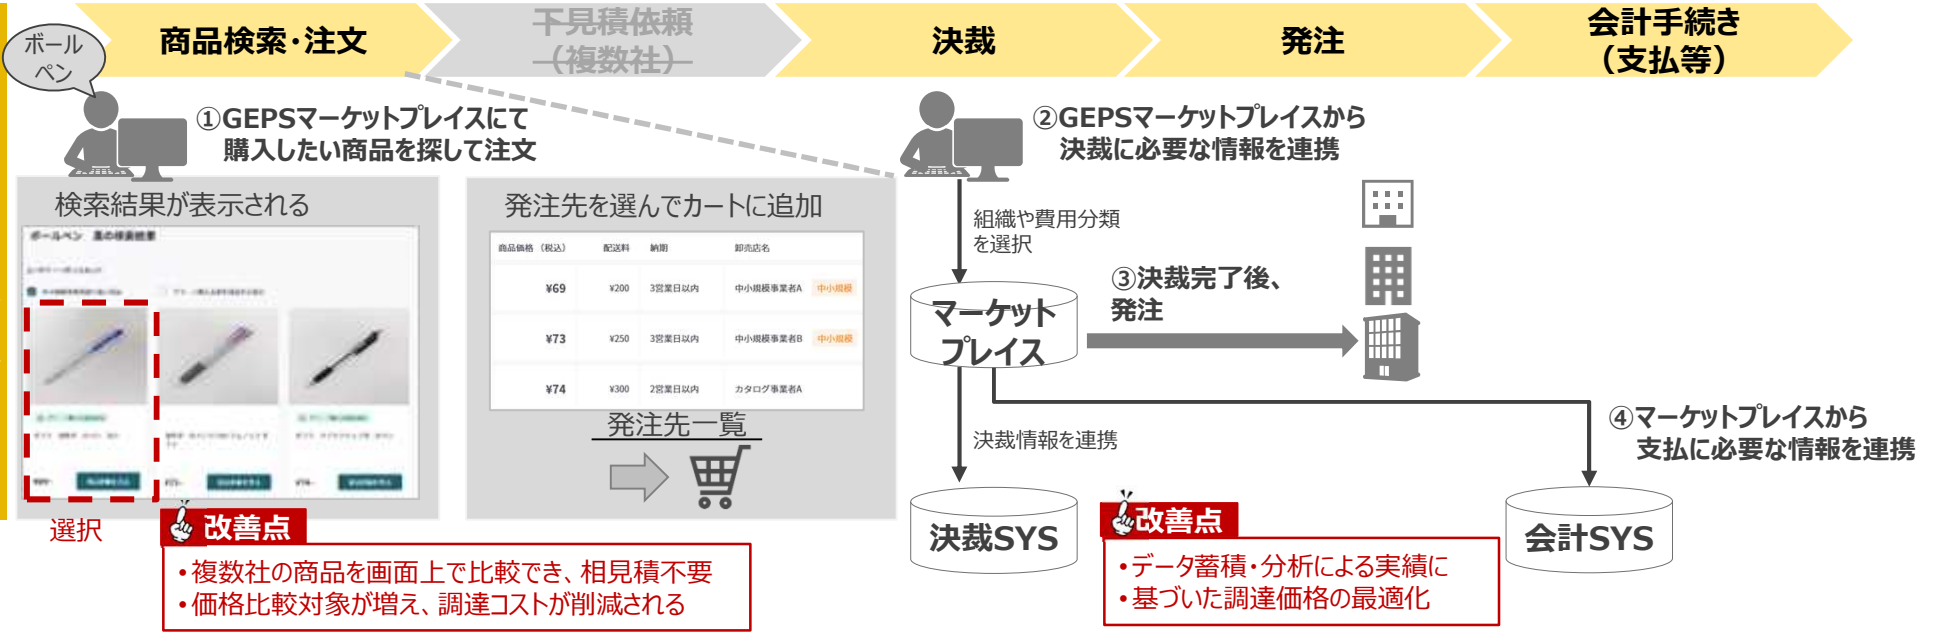 ボール
ペン
商品検索・注文
下見積依頼
（複数社）
決裁
発注
会計手続き
（支払等）
①GEPSマーケットプレイスにて
購入したい商品を探して注文
②GEPSマーケットプレイスから
決裁に必要な情報を連携
検索結果が表示される
ボールペン 黒の検索結果
選択
発注先を選んでカートに追加
商品価格（税込） 配送料 納期 卸売店名
¥69 ¥200 3営業日以内 中小規模事業者A 中小規模
¥73 ¥250 3営業日以内 中小規模事業者B 中小規模
¥74 ¥300 2営業日以内 カタログ事業者A
発注先一覧
改善点
•複数社の商品を画面上で比較でき、相見積不要
•価格比較対象が増え、調達コストが削減される
組織や費用分類
を選択
マーケット
プレイス
③決裁完了後、
発注
決裁情報を連携
④マーケットプレイスから
支払に必要な情報を連携
決裁SYS
改善点
•データ蓄積・分析による実績に
•基づいた調達価格の最適化
会計SYS